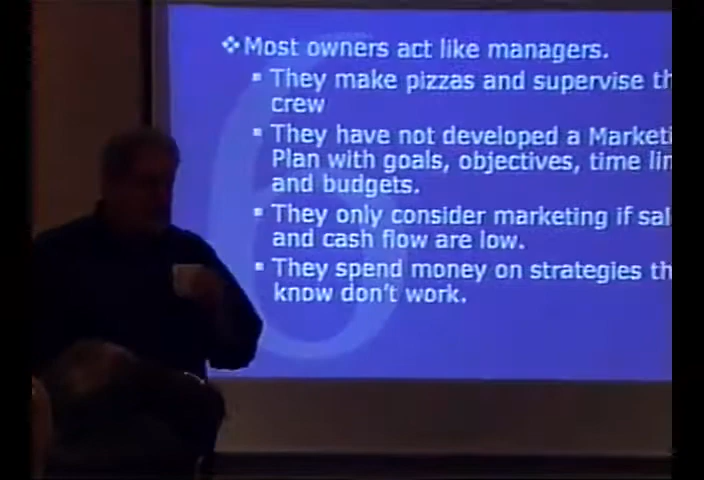 Most owners act like managers.
They make pizzas and supervise th
crew
They have not developed a Marketi
Plan with goals, objectives, time lin
and budgets.
They only consider marketing if sal
and cash flow are low.
They spend money on strategies th
know don't work.
6